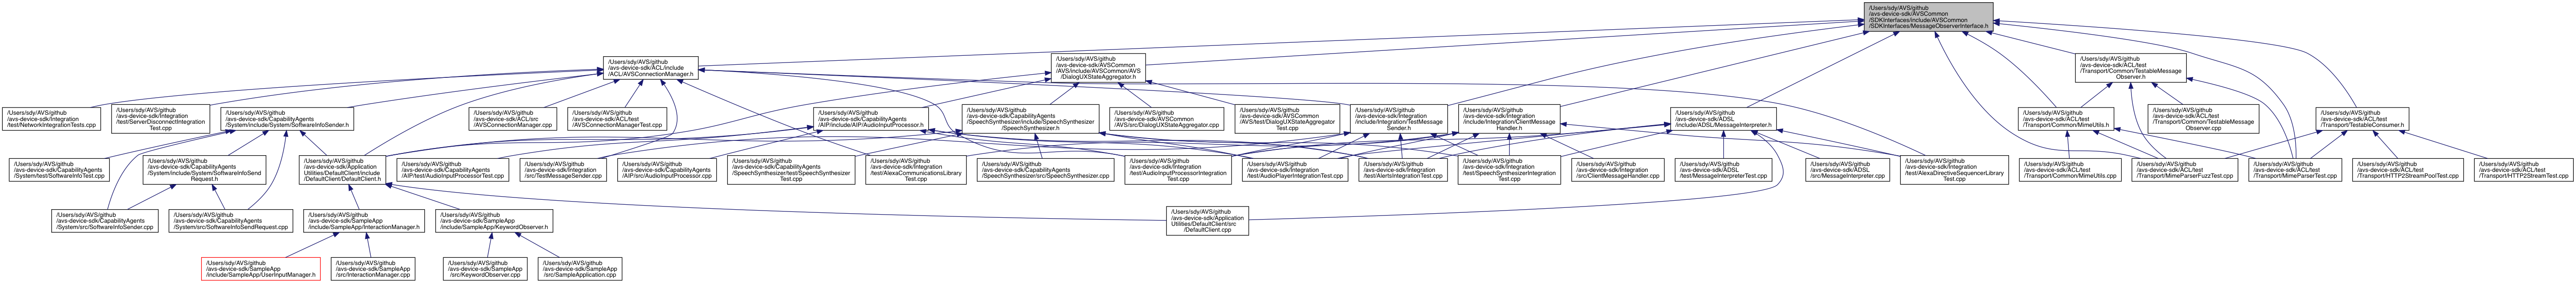 /Users/sdy/AVS/github
/avs-device-sdk/AVSCommon
/SDKInterfaces/include/AVSCommon
/SDKInterfaces/MessageObserverInterface.h
/Users/sdy/AVS/github
/avs-device-sdk/ACL/include
/ACL/AVSConnectionManager.h
/Users/sdy/AVS/github
/avs-device-sdk/AVSCommon
/AVS/include/AVSCommon/AVS
/DialogUXStateAggregator.h
/Users/sdy/AVS/github
/avs-device-sdk/ACL/test
/Transport/Common/TestableMessage
Observer.h
/Users/sdy/AVS/github
/avs-device-sdk/Integration
/test/NetworkIntegrationTests.cpp
/Users/sdy/AVS/github
/avs-device-sdk/Integration
/test/ServerDisconnectIntegration
Test.cpp
/Users/sdy/AVS/github
/avs-device-sdk/CapabilityAgents
/System/include/System/SoftwareInfoSender.h
/Users/sdy/AVS/github
/avs-device-sdk/ACL/src
/AVSConnectionManager.cpp
/Users/sdy/AVS/github
/avs-device-sdk/ACL/test
/AVSConnectionManagerTest.cpp
/Users/sdy/AVS/github
/avs-device-sdk/CapabilityAgents
/AIP/include/AIP/AudioInputProcessor.h
/Users/sdy/AVS/github
/avs-device-sdk/CapabilityAgents
/SpeechSynthesizer/include/SpeechSynthesizer
/SpeechSynthesizer.h
/Users/sdy/AVS/github
/avs-device-sdk/AVSCommon
/AVS/src/DialogUXStateAggregator.cpp
/Users/sdy/AVS/github
/avs-device-sdk/AVSCommon
/AVS/test/DialogUXStateAggregator
Test.cpp
/Users/sdy/AVS/github
/avs-device-sdk/Integration
/include/Integration/TestMessage
Sender.h
/Users/sdy/AVS/github
/avs-device-sdk/Integration
/include/Integration/ClientMessage
Handler.h
/Users/sdy/AVS/github
/avs-device-sdk/ADSL
/include/ADSL/MessageInterpreter.h
/Users/sdy/AVS/github
/avs-device-sdk/ACL/test
/Transport/Common/MimeUtils.h
/Users/sdy/AVS/github
/avs-device-sdk/ACL/test
/Transport/Common/TestableMessage
Observer.cpp
/Users/sdy/AVS/github
/avs-device-sdk/ACL/test
/Transport/TestableConsumer.h
/Users/sdy/AVS/github
/avs-device-sdk/CapabilityAgents
/System/test/SoftwareInfoTest.cpp
/Users/sdy/AVS/github
/avs-device-sdk/CapabilityAgents
/System/include/System/SoftwareInfoSend
Request.h
/Users/sdy/AVS/github
/avs-device-sdk/Application
Utilities/DefaultClient/include
/DefaultClient/DefaultClient.h
/Users/sdy/AVS/github
/avs-device-sdk/CapabilityAgents
/AIP/test/AudioInputProcessorTest.cpp
/Users/sdy/AVS/github
/avs-device-sdk/Integration
/src/TestMessageSender.cpp
/Users/sdy/AVS/github
/avs-device-sdk/CapabilityAgents
/AIP/src/AudioInputProcessor.cpp
/Users/sdy/AVS/github
/avs-device-sdk/CapabilityAgents
/SpeechSynthesizer/test/SpeechSynthesizer
Test.cpp
/Users/sdy/AVS/github
/avs-device-sdk/Integration
/test/AlexaCommunicationsLibrary
Test.cpp
/Users/sdy/AVS/github
/avs-device-sdk/CapabilityAgents
/SpeechSynthesizer/src/SpeechSynthesizer.cpp
/Users/sdy/AVS/github
/avs-device-sdk/Integration
/test/AudioInputProcessorIntegration
Test.cpp
/Users/sdy/AVS/github
/avs-device-sdk/Integration
/test/AudioPlayerIntegrationTest.cpp
/Users/sdy/AVS/github
/avs-device-sdk/Integration
/test/AlertsIntegrationTest.cpp
/Users/sdy/AVS/github
/avs-device-sdk/Integration
/test/SpeechSynthesizerIntegration
Test.cpp
/Users/sdy/AVS/github
/avs-device-sdk/Integration
/src/ClientMessageHandler.cpp
/Users/sdy/AVS/github
/avs-device-sdk/ADSL
/test/MessageInterpreterTest.cpp
/Users/sdy/AVS/github
/avs-device-sdk/ADSL
/src/MessageInterpreter.cpp
/Users/sdy/AVS/github
/avs-device-sdk/Integration
/test/AlexaDirectiveSequencerLibrary
Test.cpp
/Users/sdy/AVS/github
/avs-device-sdk/ACL/test
/Transport/Common/MimeUtils.cpp
/Users/sdy/AVS/github
/avs-device-sdk/ACL/test
/Transport/MimeParserFuzzTest.cpp
/Users/sdy/AVS/github
/avs-device-sdk/ACL/test
/Transport/MimeParserTest.cpp
/Users/sdy/AVS/github
/avs-device-sdk/ACL/test
/Transport/HTTP2StreamPoolTest.cpp
/Users/sdy/AVS/github
/avs-device-sdk/ACL/test
/Transport/HTTP2StreamTest.cpp
/Users/sdy/AVS/github
/avs-device-sdk/CapabilityAgents
/System/src/SoftwareInfoSender.cpp
/Users/sdy/AVS/github
/avs-device-sdk/CapabilityAgents
/System/src/SoftwareInfoSendRequest.cpp
/Users/sdy/AVS/github
/avs-device-sdk/SampleApp
/include/SampleApp/InteractionManager.h
/Users/sdy/AVS/github
/avs-device-sdk/SampleApp
/include/SampleApp/KeywordObserver.h
/Users/sdy/AVS/github
/avs-device-sdk/Application
Utilities/DefaultClient/src
/DefaultClient.cpp
/Users/sdy/AVS/github
/avs-device-sdk/SampleApp
/include/SampleApp/UserInputManager.h
/Users/sdy/AVS/github
/avs-device-sdk/SampleApp
/src/InteractionManager.cpp
/Users/sdy/AVS/github
/avs-device-sdk/SampleApp
/src/KeywordObserver.cpp
/Users/sdy/AVS/github
/avs-device-sdk/SampleApp
/src/SampleApplication.cpp